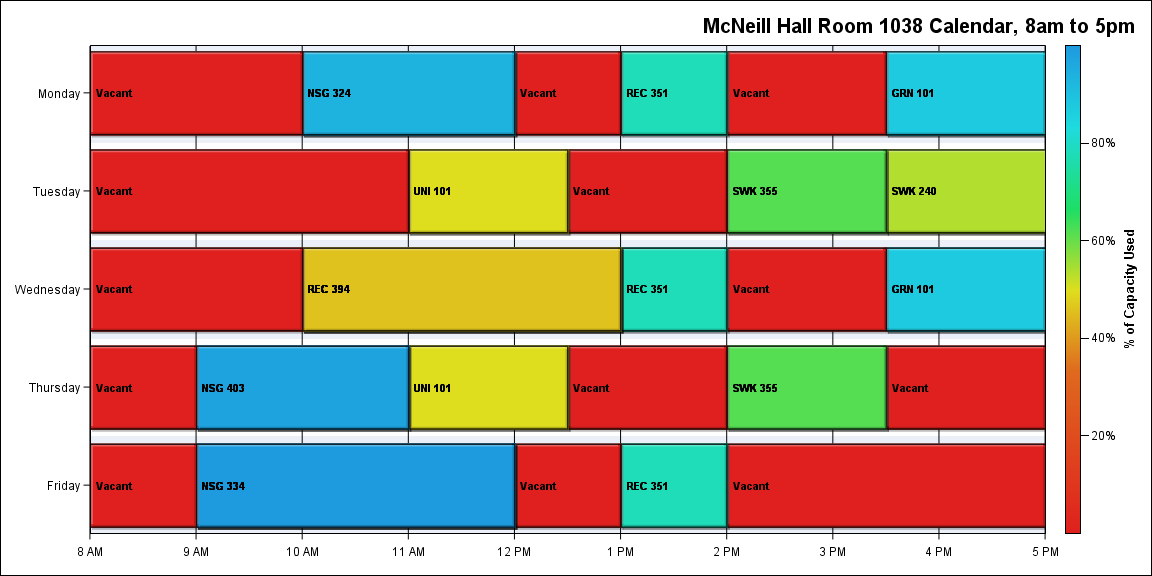 McNeill Hall Room 1038 Calendar, 8am to 5pm
Monday
Vacant
NSG 324
Vacant
REC 351
Vacant
GRN 101
Tuesday
Vacant
UNI 101
Vacant
SWK 355
SWK 240
Wednesday
Vacant
REC 394
REC 351
Vacant
GRN 101
Thursday
Vacant
NSG 403
UNI 101
Vacant
SWK 355
Vacant
Friday
Vacant
NSG 334
Vacant
REC 351
Vacant
8 AM
9 AM
10 AM
11 AM
12 PM
1 PM
2 PM
3 PM
4 PM
5 PM
80%
60%
40%
20%
% of Capacity Used